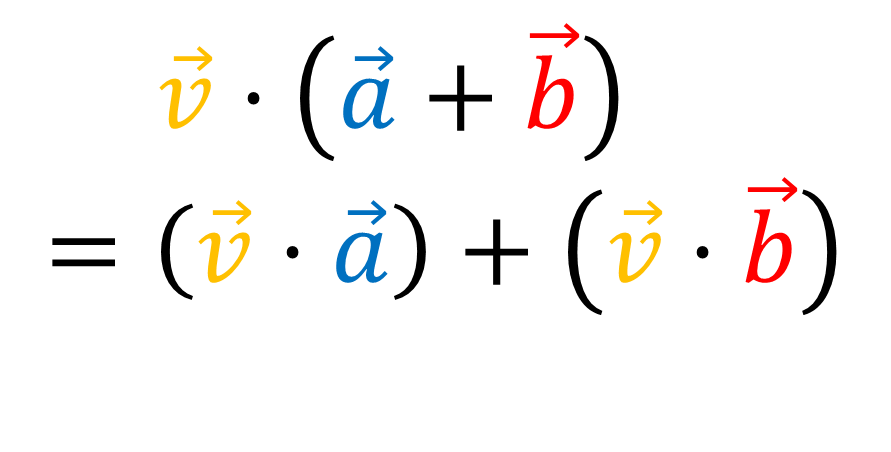 v⃗ · (a⃗ + b⃗)
= (v⃗ · a⃗) + (v⃗ · b⃗)